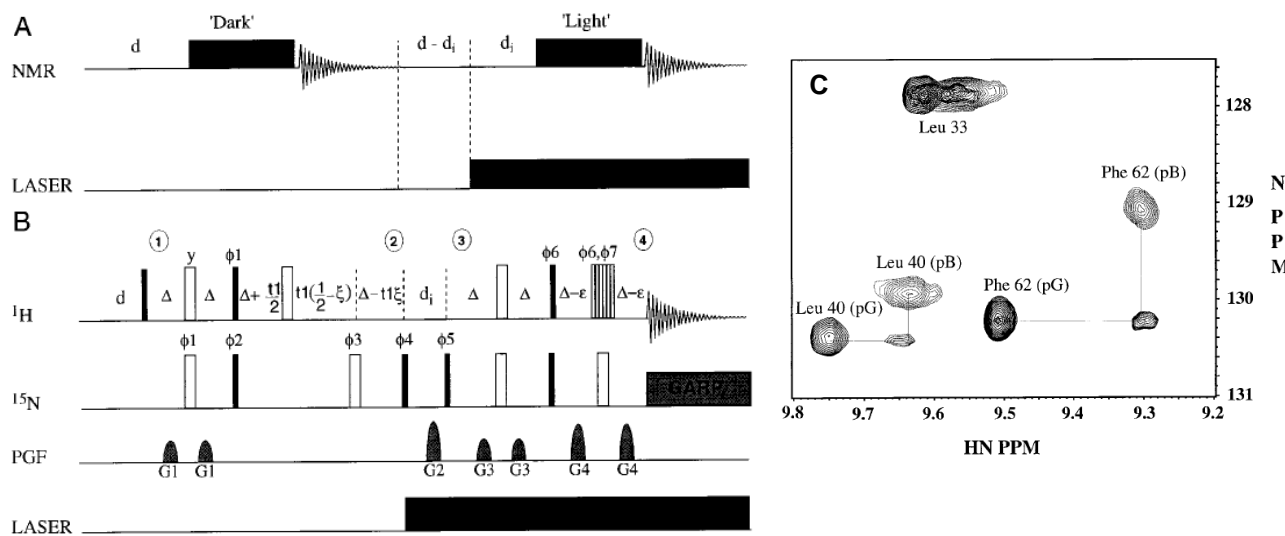 A
'Dark'
'Light'
d
d - di
di
NMR
LASER
B
1
2
3
4
y
ϕ1
ϕ6
ϕ6,ϕ7
d
Δ
Δ
Δ+ t1/2
t1(1/2-ξ)
Δ-t1ξ
di
Δ
Δ
Δ-ε
Δ-ε
1H
ϕ1
ϕ2
ϕ3
ϕ4
ϕ5
15N
GARP
PGF
G1
G1
G2
G3
G3
G4
G4
LASER
C
Leu 33
Phe 62 (pB)
Leu 40 (pB)
Phe 62 (pG)
Leu 40 (pG)
128
129
130
131
N PPM
9.8
9.6
9.5
9.4
9.3
9.2
HN PPM